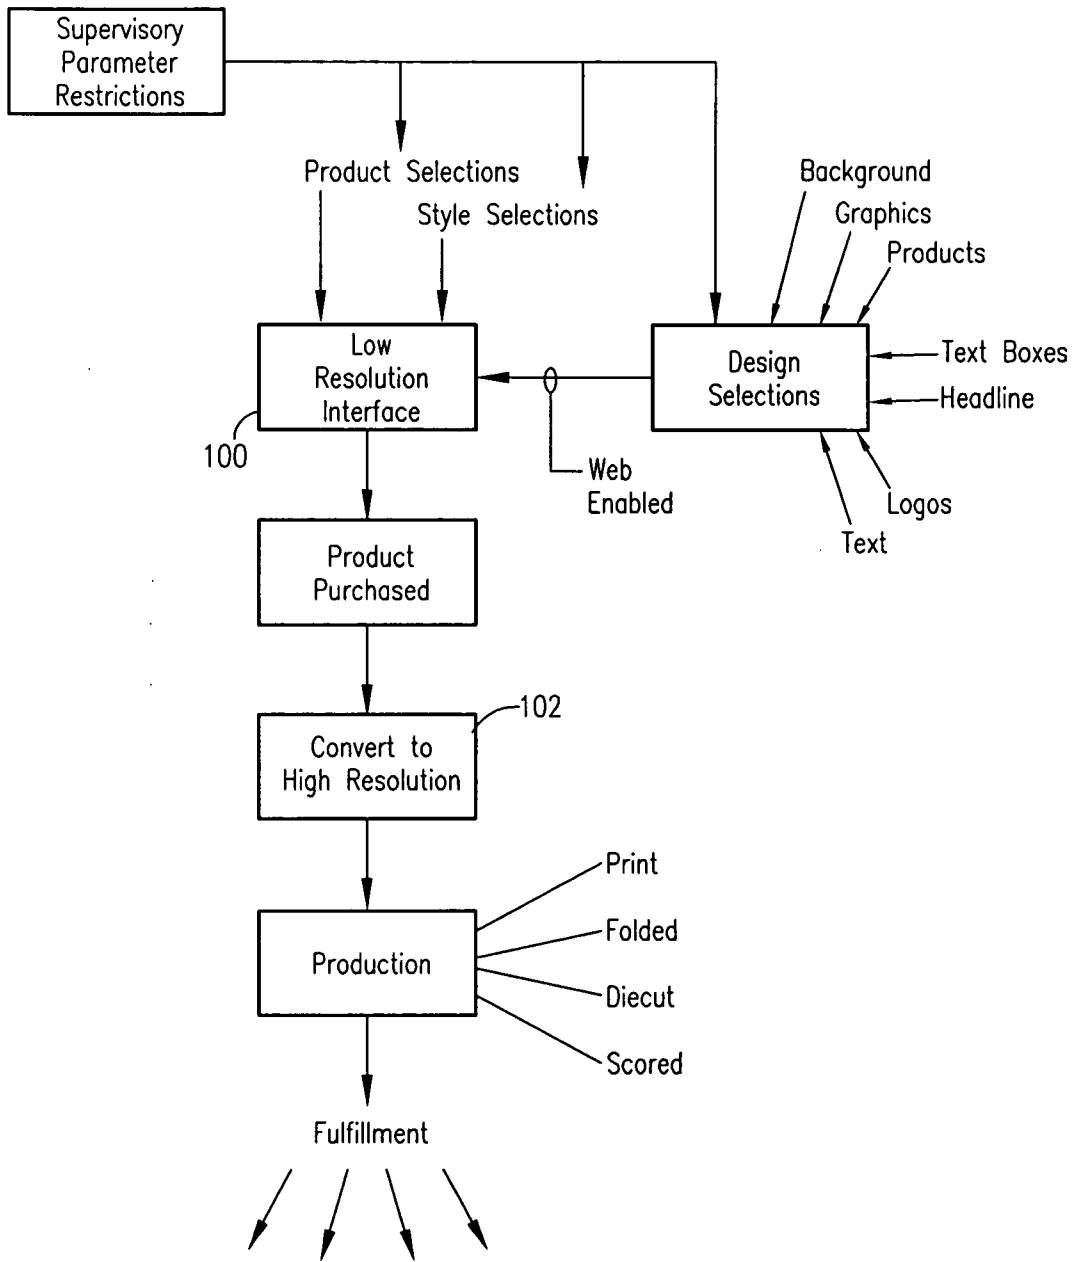 Supervisory
Parameter
Restrictions
Product Selections
Style Selections
Background
Graphics
Products
Text Boxes
Headline
Logos
Text
Design
Selections
Low
Resolution
Interface
100
Web
Enabled
Product
Purchased
102
Convert to
High Resolution
Production
Print
Folded
Diecut
Scored
Fulfillment